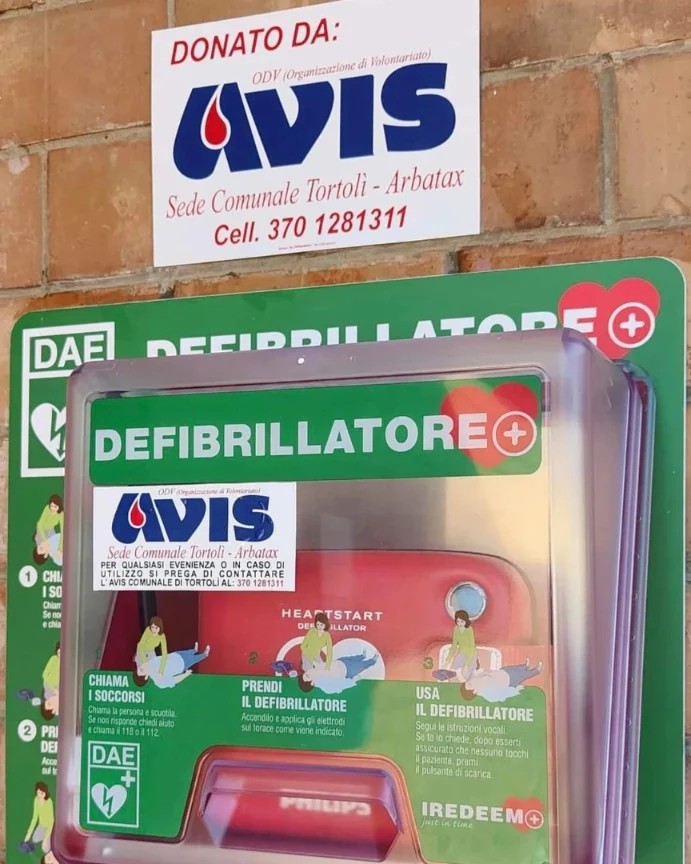 DONATO DA:
ODV (Organizzazione di Volontariato)
AVIS
Sede Comunale Tortolì - Arbatax
Cell. 370 1281311
DAE
DEFIBRILLATORE
DEFIBRILLATORE
ODV (Organizzazione di Volontariato)
AVIS
Sede Comunale Tortolì - Arbatax
PER QUALSIASI EVENIENZA O IN CASO DI
UTILIZZO SI PREGA DI CONTATTARE
L'AVIS COMUNALE DI TORTOLÌ AL: 370 1281311
HEARTSTART
1
2
2
3
CHIAMA
I SOCCORSI
Chiama la persona e scuotila.
Se non risponde chiedi aiuto
e chiama il 118 o il 112.
PRENDI
IL DEFIBRILLATORE
Accendilo e applica gli elettrodi
sul torace come viene indicato.
USA
IL DEFIBRILLATORE
Segui le istruzioni vocali.
Se te lo chiede, dopo esserti
assicurato che nessuno tocchi
il paziente, premi
il pulsante di scarica.
DAE
PHILIPS
IREDEEM
just in time